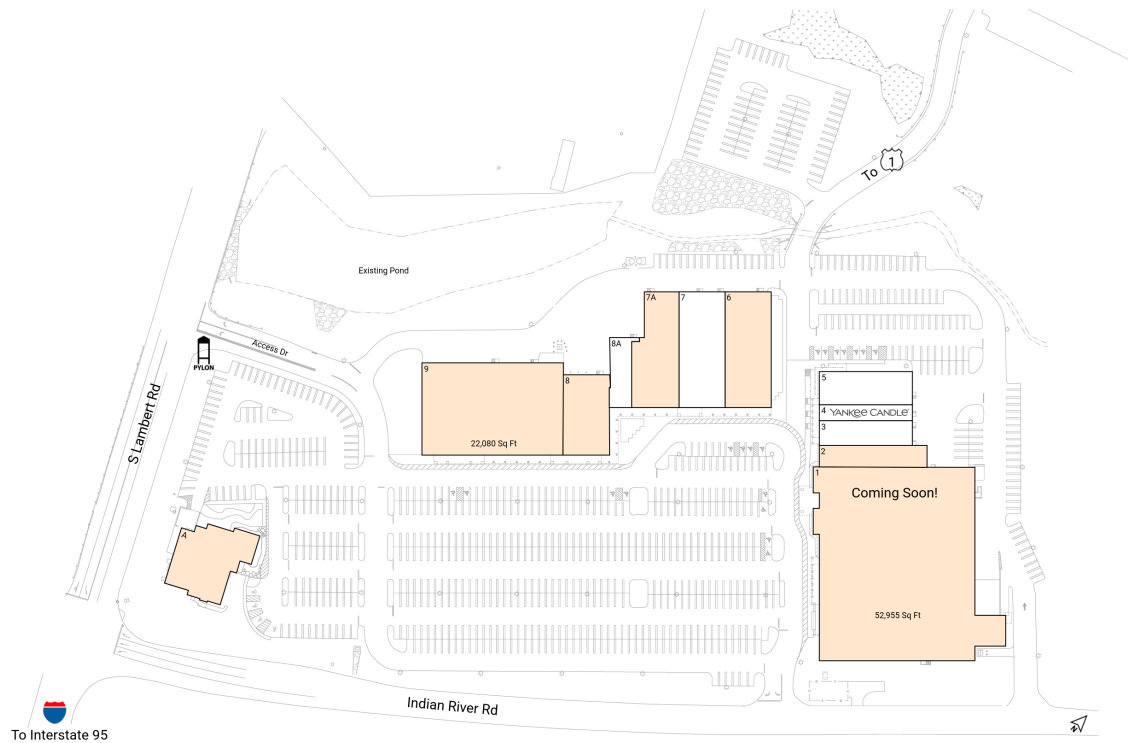 To 1
Existing Pond
7A
7
6
8A
Access Dr
PYLON
9
8
22,080 Sq Ft
5
4 YANKEE CANDLE®
3
2
1
Coming Soon!
52,955 Sq Ft
S Lambert Rd
A
Indian River Rd
To Interstate 95
N